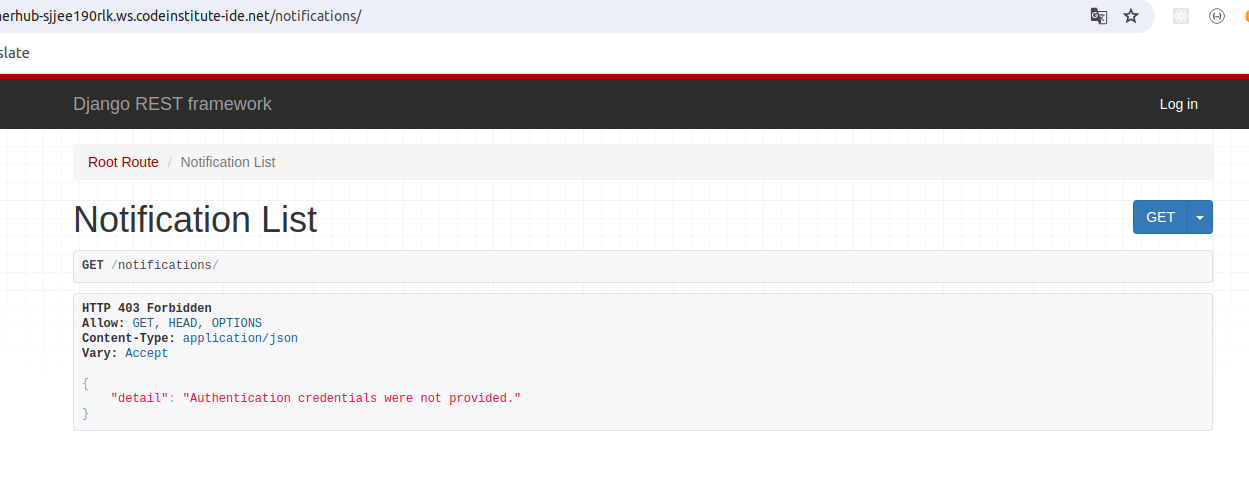 nerhub-sjjee190rlk.ws.codeinstitute-ide.net/notifications/
slate
Django REST framework
Log in
Root Route / Notification List
Notification List
GET
GET /notifications/
HTTP 403 Forbidden
Allow: GET, HEAD, OPTIONS
Content-Type: application/json
Vary: Accept
{
"detail": "Authentication credentials were not provided."
}